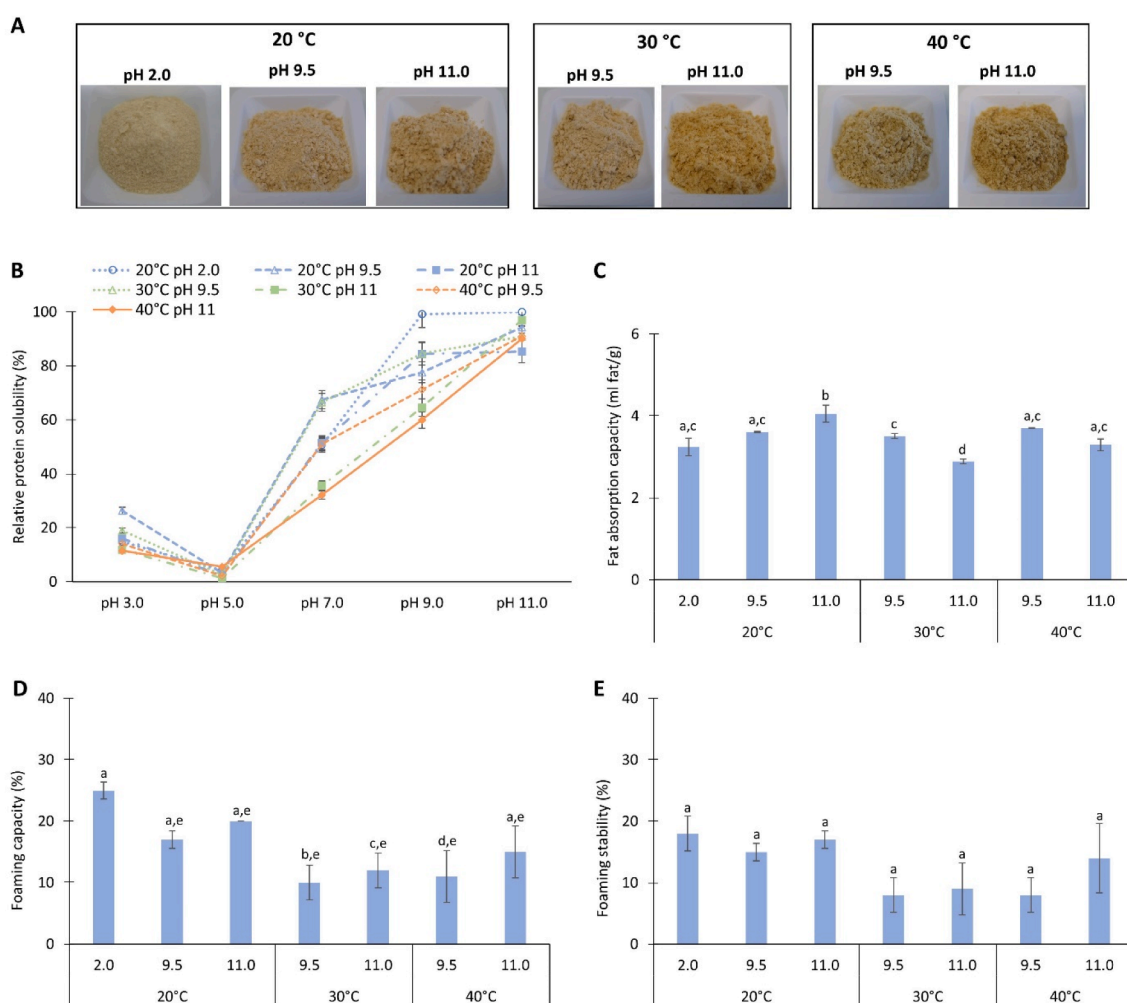 A
20 °C
30 °C
40 °C
pH 2.0 pH 9.5 pH 11.0 pH 9.5 pH 11.0 pH 9.5 pH 11.0
B
20°C pH 2.0 20°C pH 9.5 20°C pH 11
30°C pH 9.5 30°C pH 11 40°C pH 9.5
40°C pH 11
Relative protein solubility (%)
100
80
60
40
20
0
pH 3.0 pH 5.0 pH 7.0 pH 9.0 pH 11.0
C
Fat absorption capacity (ml fat/g)
6
4
2
0
a,c a,c b c d a,c a,c
2.0 9.5 11.0 9.5 11.0 9.5 11.0
20°C 30°C 40°C
D
Foaming capacity (%)
40
30
20
10
0
a a,e a,e b,e c,e d,e a,e
2.0 9.5 11.0 9.5 11.0 9.5 11.0
20°C 30°C 40°C
E
Foaming stability (%)
40
30
20
10
0
a a a a a a a
2.0 9.5 11.0 9.5 11.0 9.5 11.0
20°C 30°C 40°C